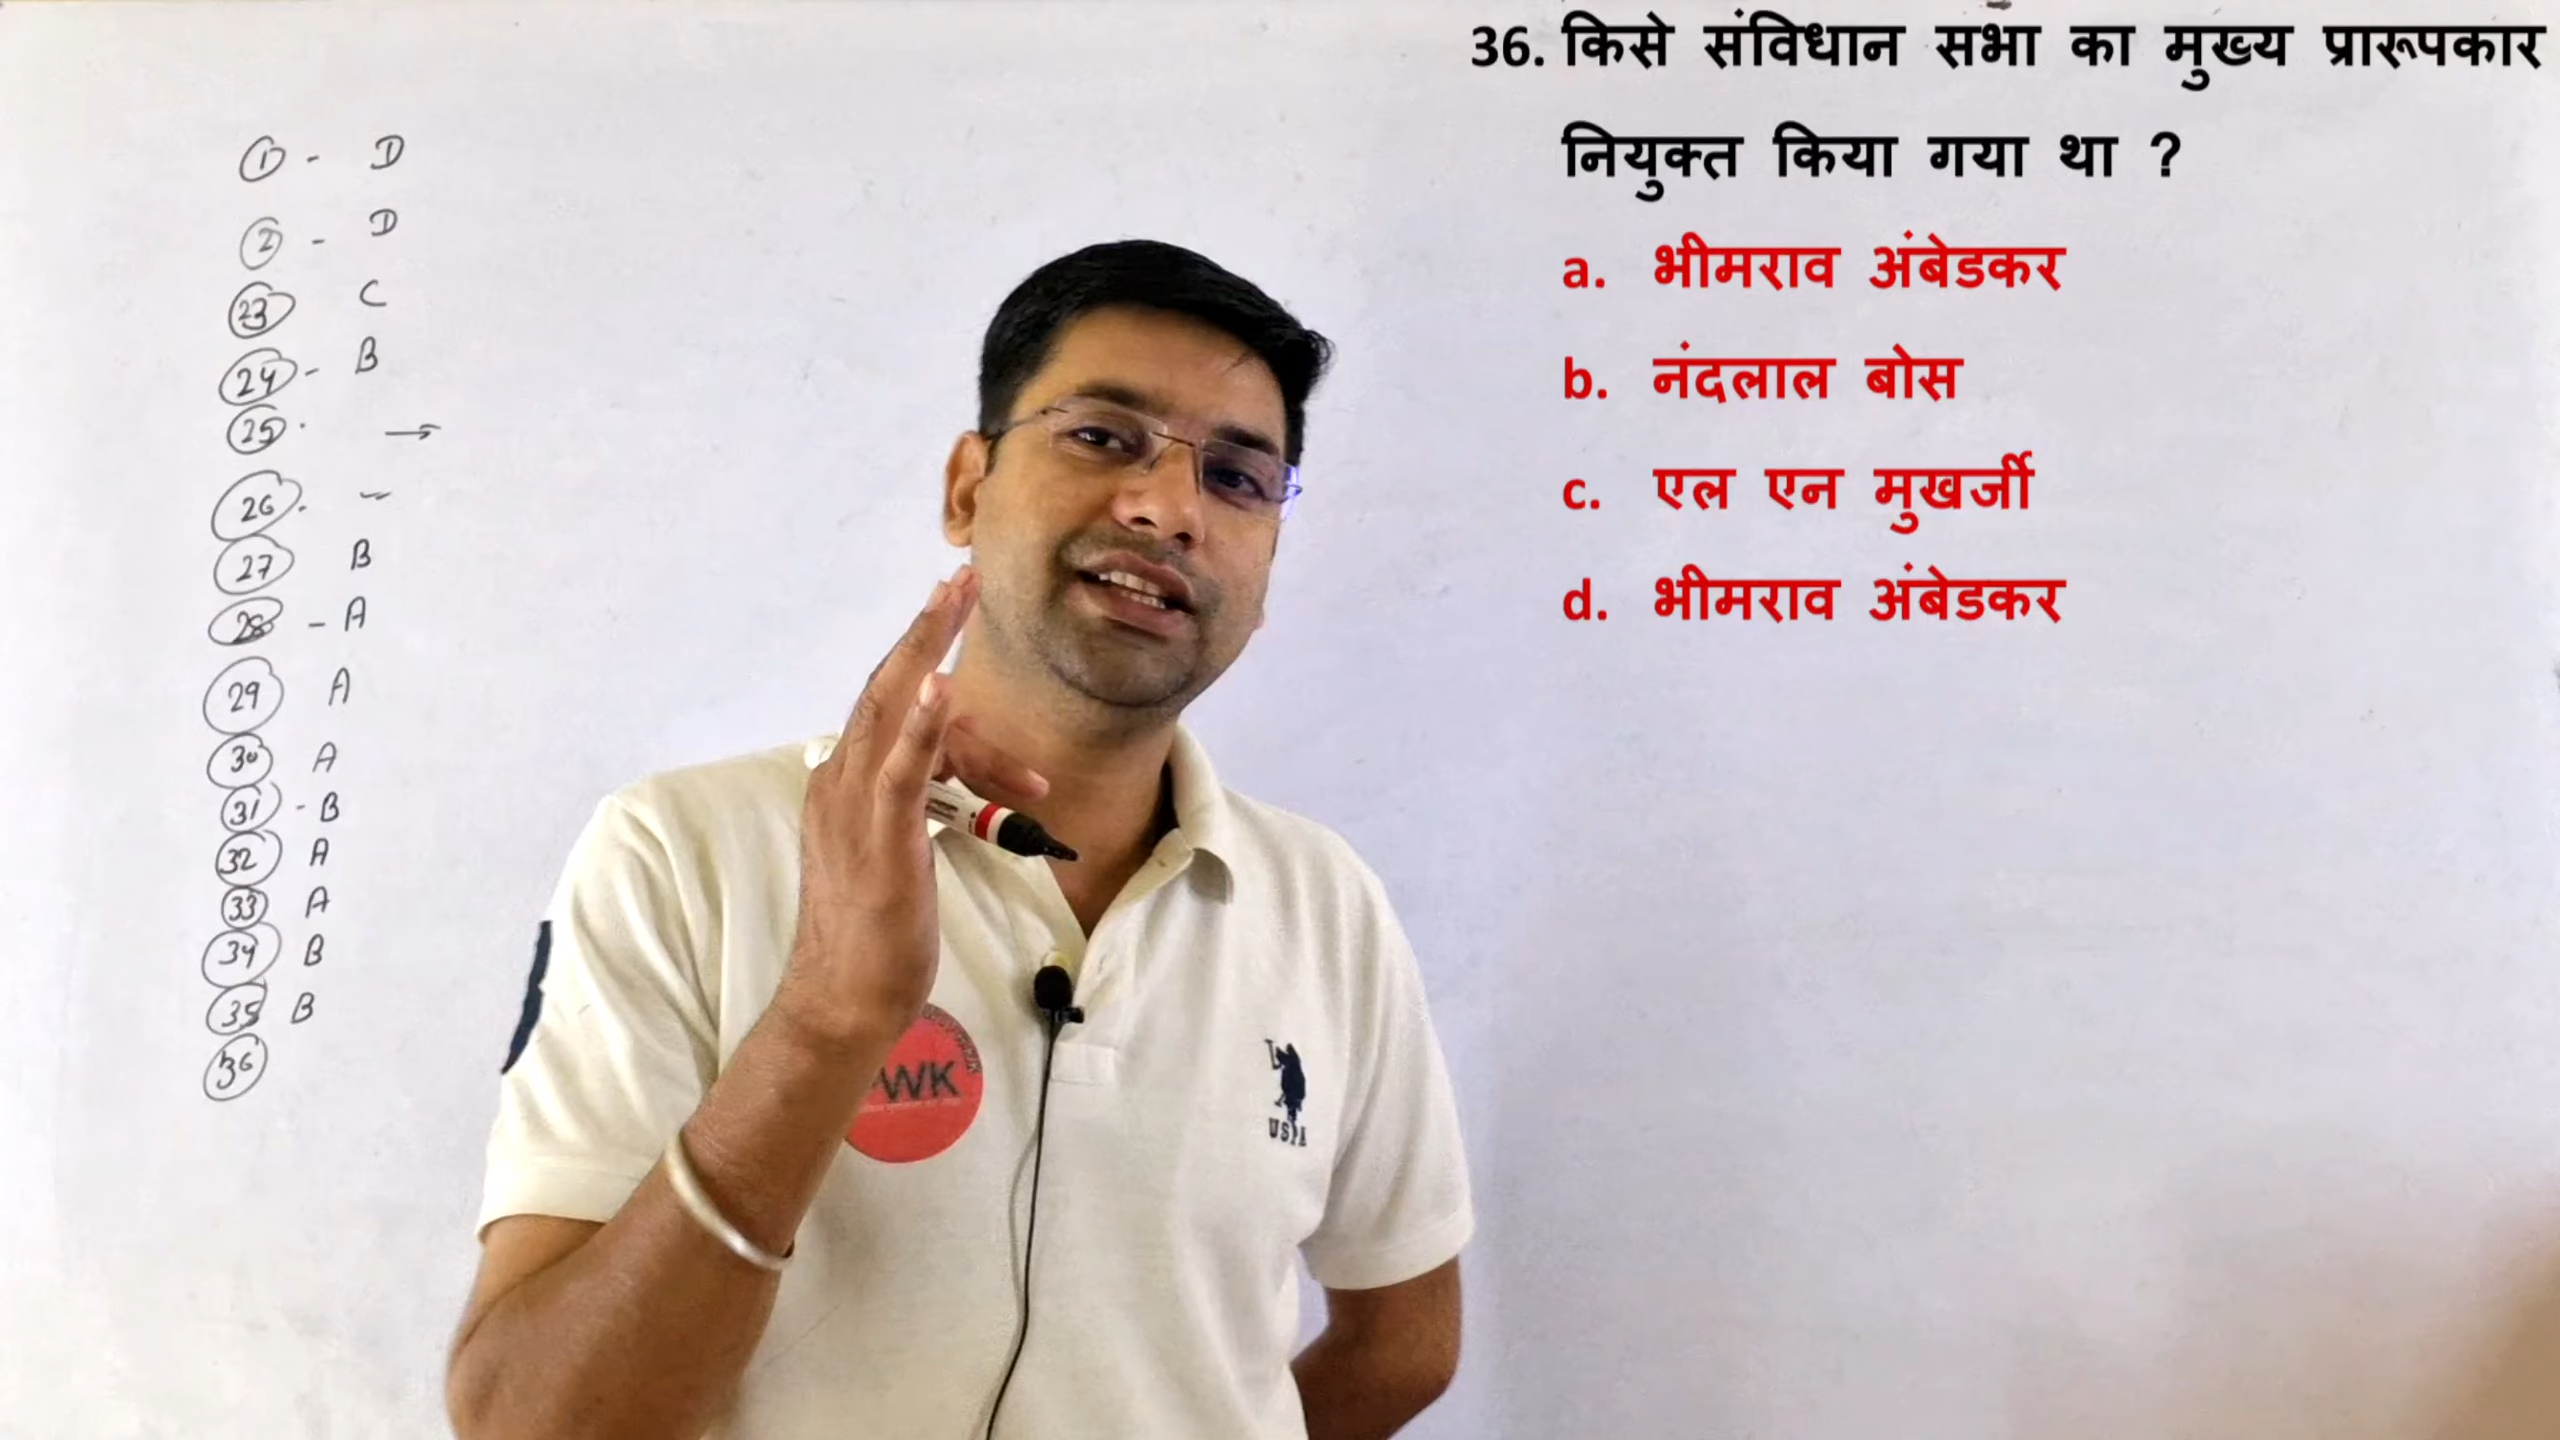 ① - D
② - D
㉓ C
㉔ - B
㉕ . →
㉖ . -
㉗ B
㉘ - A
㉙ A
㉚ A
㉛ - B
㉜ A
㉝ A
㉞ B
㉟ B
㊱
36. किसे संविधान सभा का मुख्य प्रारूपकार
नियुक्त किया गया था ?
a. भीमराव अंबेडकर
b. नंदलाल बोस
c. एल एन मुखर्जी
d. भीमराव अंबेडकर
WK
USPA